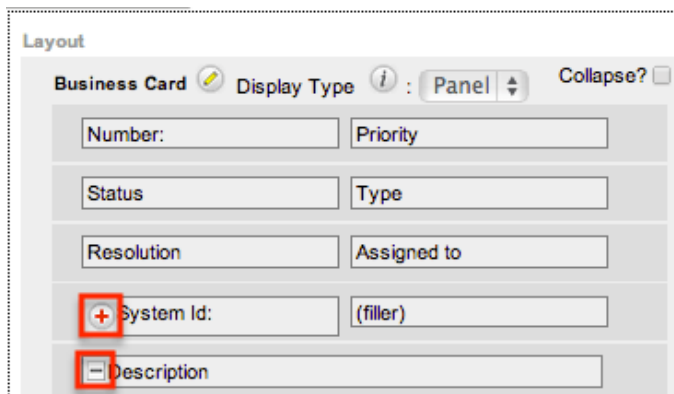 Layout
Business Card Display Type i : Panel Collapse?
Number: Priority
Status Type
Resolution Assigned to
System Id: (filler)
Description